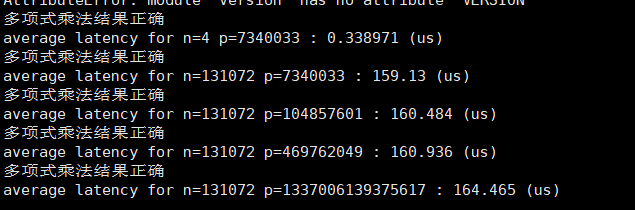 AttributeError: module 'version' has no attribute 'VERSION'
多项式乘法结果正确
average latency for n=4 p=7340033 : 0.338971 (us)
多项式乘法结果正确
average latency for n=131072 p=7340033 : 159.13 (us)
多项式乘法结果正确
average latency for n=131072 p=104857601 : 160.484 (us)
多项式乘法结果正确
average latency for n=131072 p=469762049 : 160.936 (us)
多项式乘法结果正确
average latency for n=131072 p=1337006139375617 : 164.465 (us)